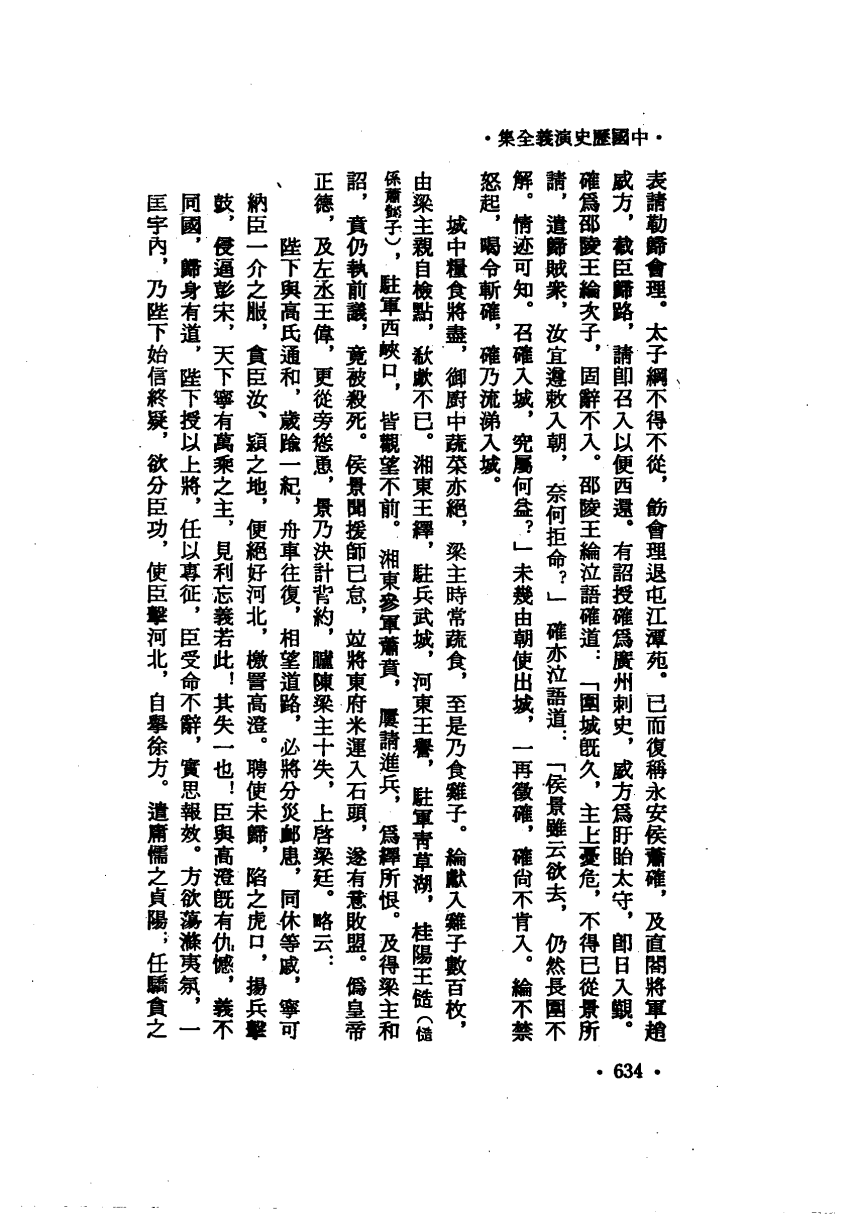 ·中國歷史演義全集·
表請勒歸會理。太子綱不得不從，飭會理退屯江潭苑。已而復稱永安侯蕭確，及直閤將軍趙
威方，截臣歸路，請卽召入以便西還。有詔授確爲廣州刺史，威方爲盱眙太守，卽日入覲。
確爲邵陵王綸次子，固辭不入。邵陵王綸泣語確道：「圍城旣久，主上憂危，不得已從景所
請，遣歸賊衆，汝宜遵敕入朝，奈何拒命？」確亦泣語道：「侯景雖云欲去，仍然長圍不
解。情迹可知。召確入城，究屬何益？」未幾由朝使出城，一再徵確，確尙不肯入。綸不禁
怒起，喝令斬確，確乃流涕入城。
城中糧食將盡，御廚中蔬菜亦絕，梁主時常蔬食，至是乃食雞子。綸獻入雞子數百枚，
由梁主親自檢點，欷歔不已。湘東王繹，駐兵武城，河東王譽，駐軍靑草湖，桂陽王慥（慥
係蕭懿子），駐軍西峽口，皆觀望不前。湘東參軍蕭賁，屢請進兵，爲繹所恨。及得梁主和
詔，賁仍執前議，竟被殺死。侯景聞援師已怠，竝將東府米運入石頭，遂有意敗盟。僞皇帝
正德，及左丞王偉，更從旁慫恿，景乃決計背約，臚陳梁主十失，上啓梁廷。略云：
陛下與高氏通和，歲踰一紀，舟車往復，相望道路，必將分災卹患，同休等戚，寧可
納臣一介之服，貪臣汝、潁之地，便絕好河北，檄詈高澄。聘使未歸，陷之虎口，揚兵擊
鼓，侵逼彭宋，天下寧有萬乘之主，見利忘義若此！其失一也！臣與高澄旣有仇憾，義不
同國，歸身有道，陛下授以上將，任以專征，臣受命不辭，實思報效。方欲蕩滌夷氛，一
匡宇內，乃陛下始信終疑，欲分臣功，使臣擊河北，自擧徐方。遣庸懦之貞陽，任驕貪之
·634·